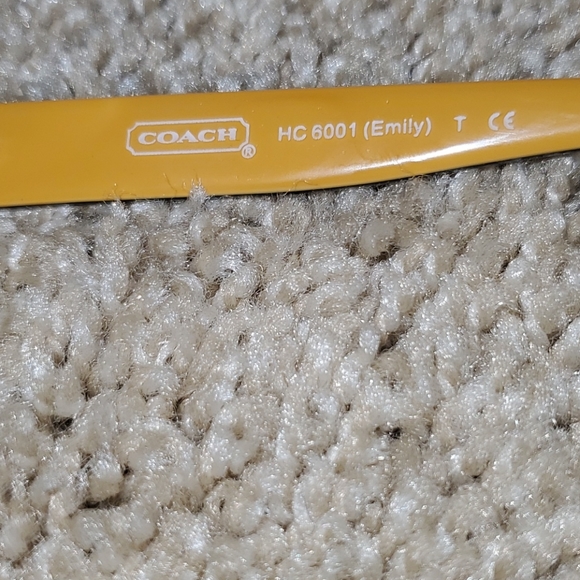 COACH® HC 6001 (Emily) T CE